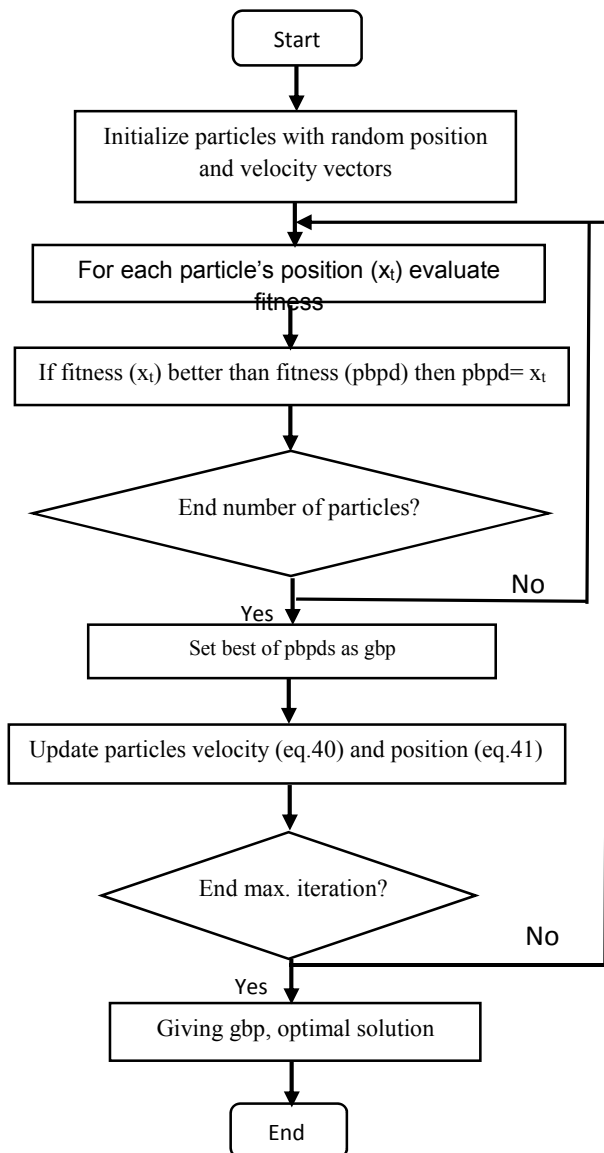 Start
Initialize particles with random position
and velocity vectors
For each particle's position (xₜ) evaluate
fitness
If fitness (xₜ) better than fitness (pbpd) then pbpd= xₜ
End number of particles?
No
Yes
Set best of pbpds as gbp
Update particles velocity (eq.40) and position (eq.41)
End max. iteration?
No
Yes
Giving gbp, optimal solution
End